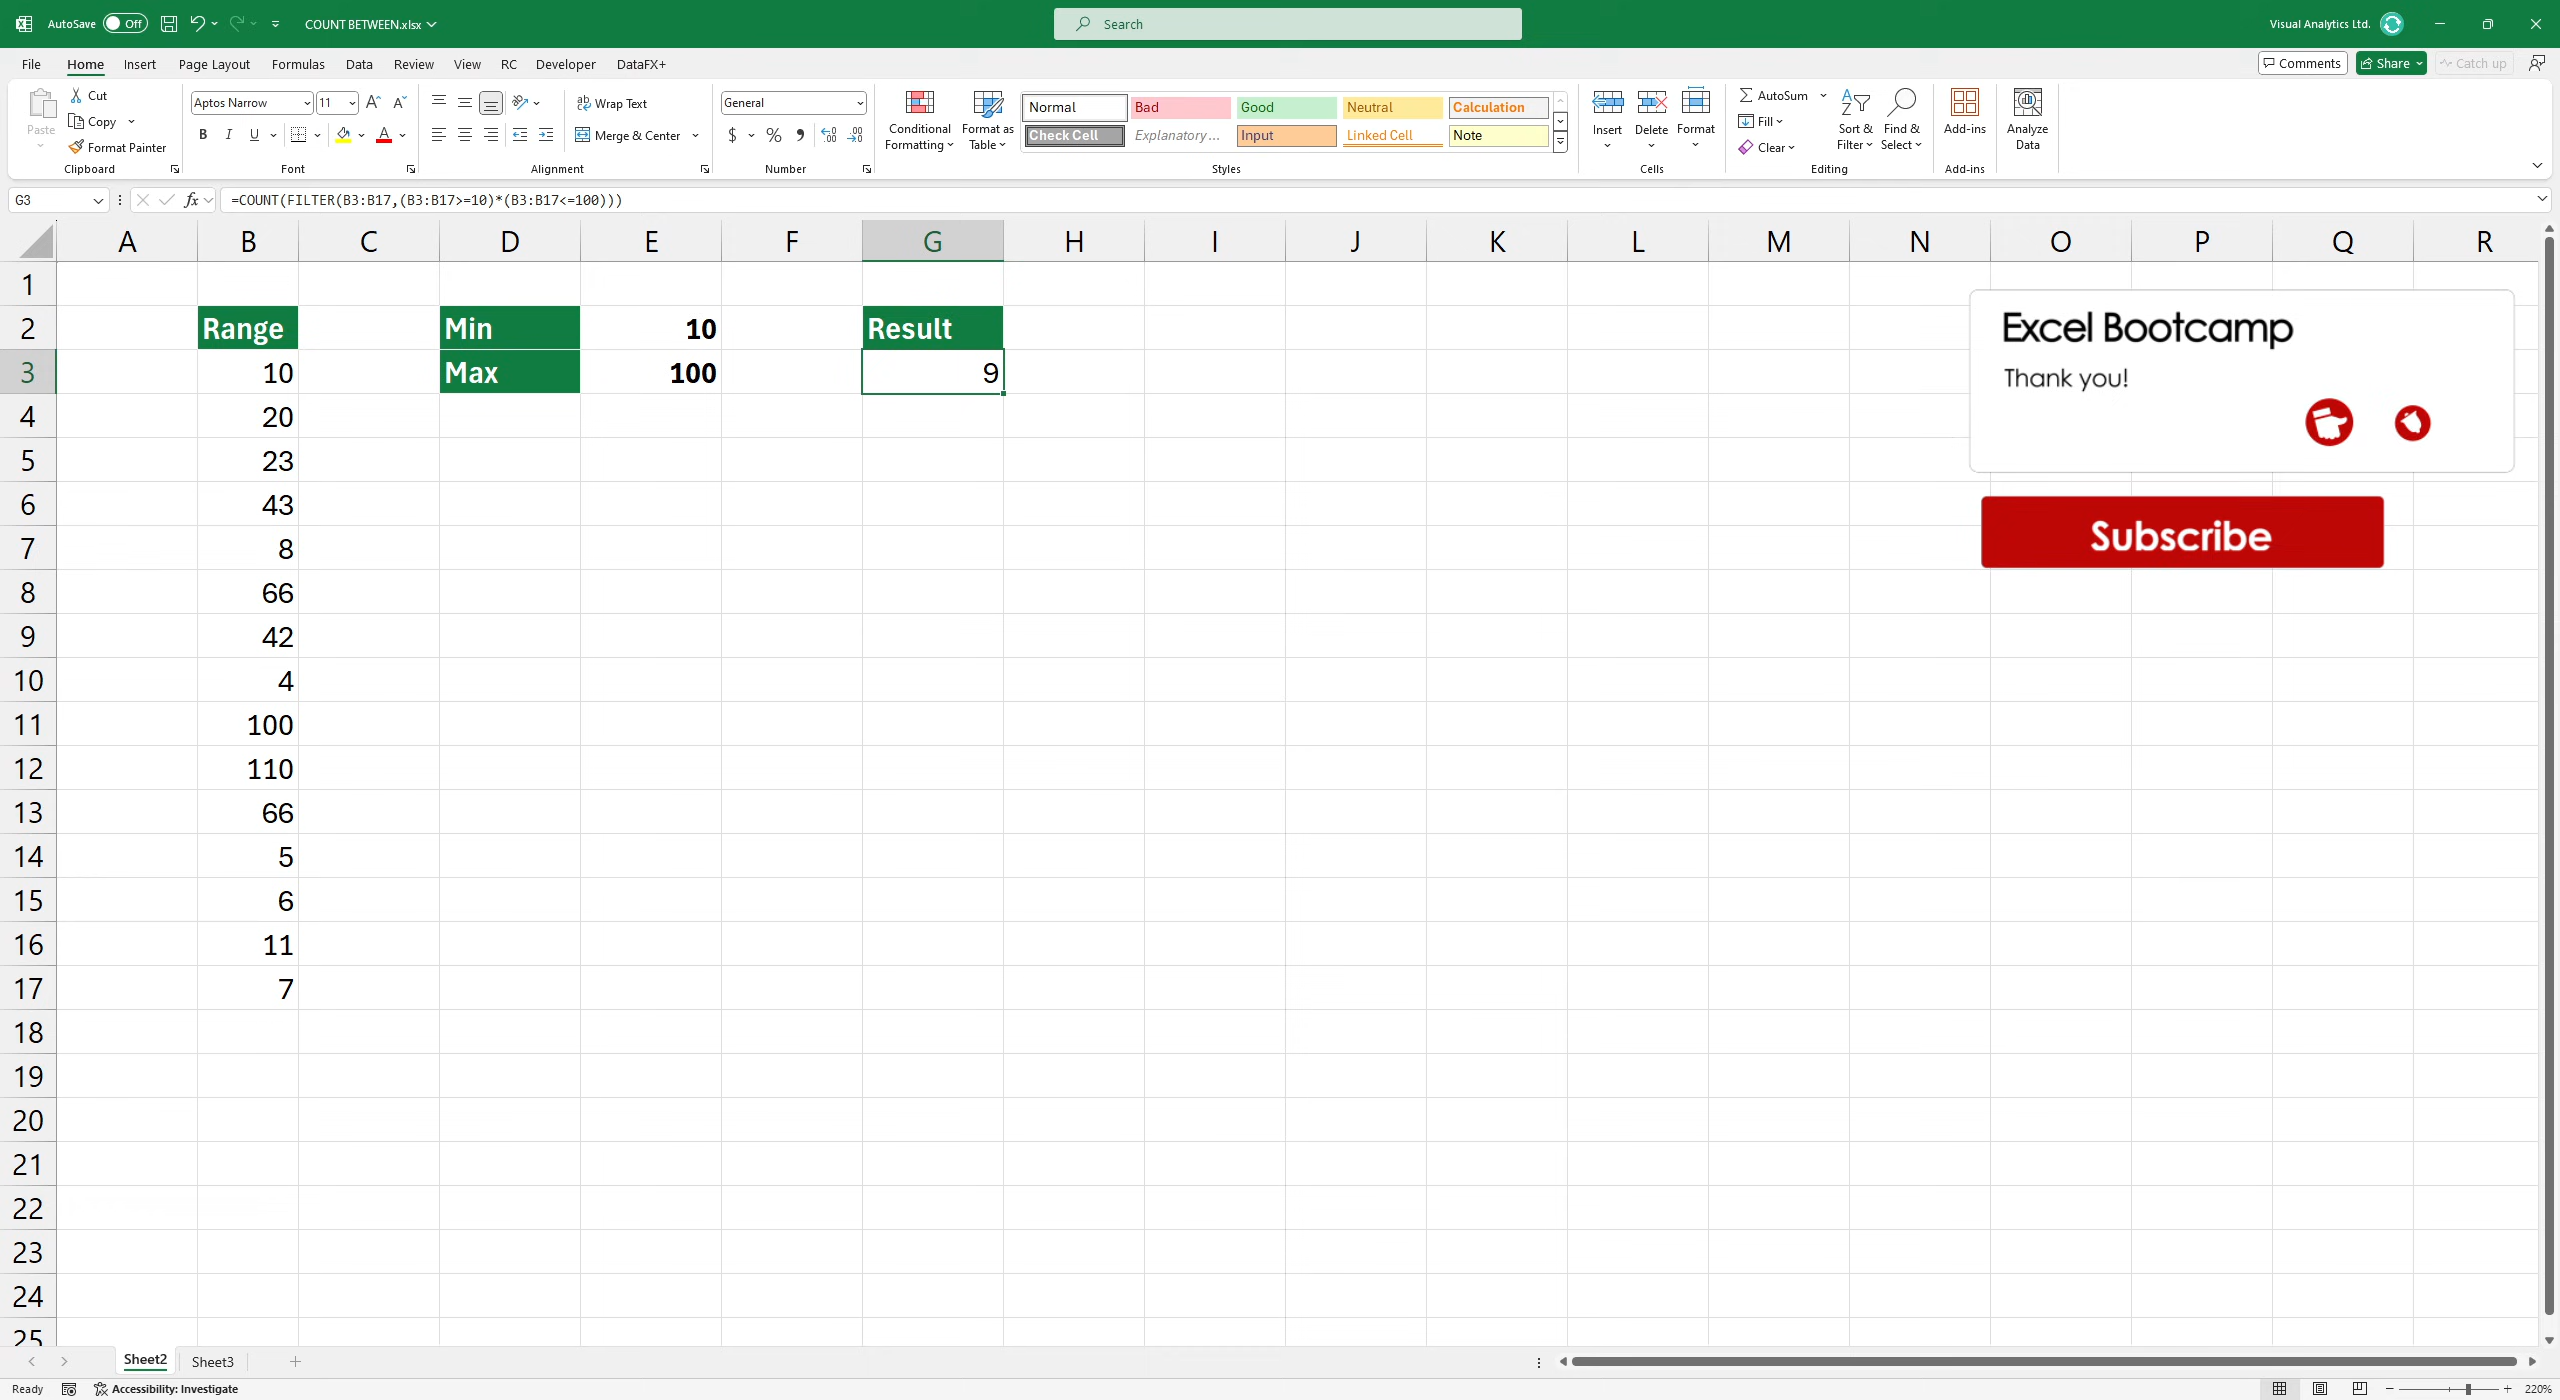 AutoSave Off COUNT BETWEEN.xlsx Search Visual Analytics Ltd.
File Home Insert Page Layout Formulas Data Review View RC Developer DataFX+ Comments Share Catch up
Paste Cut Copy Format Painter Clipboard
Aptos Narrow 11 B I U Font
Wrap Text Merge & Center Alignment
General $ % Number
Conditional Formatting Format as Table
Normal Bad Good Neutral Calculation
Check Cell Explanatory ... Input Linked Cell Note
Styles
Insert Delete Format Cells
AutoSum Fill Clear Sort & Filter Find & Select Editing
Add-ins Add-ins
Analyze Data
G3 fx =COUNT(FILTER(B3:B17,(B3:B17>=10)*(B3:B17<=100)))
A B C D E F G H I J K L M N O P Q R
1
2 Range Min 10 Result
3 10 Max 100 9
4 20
5 23
6 43
7 8
8 66
9 42
10 4
11 100
12 110
13 66
14 5
15 6
16 11
17 7
18
19
20
21
22
23
24
25
Excel Bootcamp
Thank you!
Subscribe
Sheet2 Sheet3
Ready Accessibility: Investigate 220%